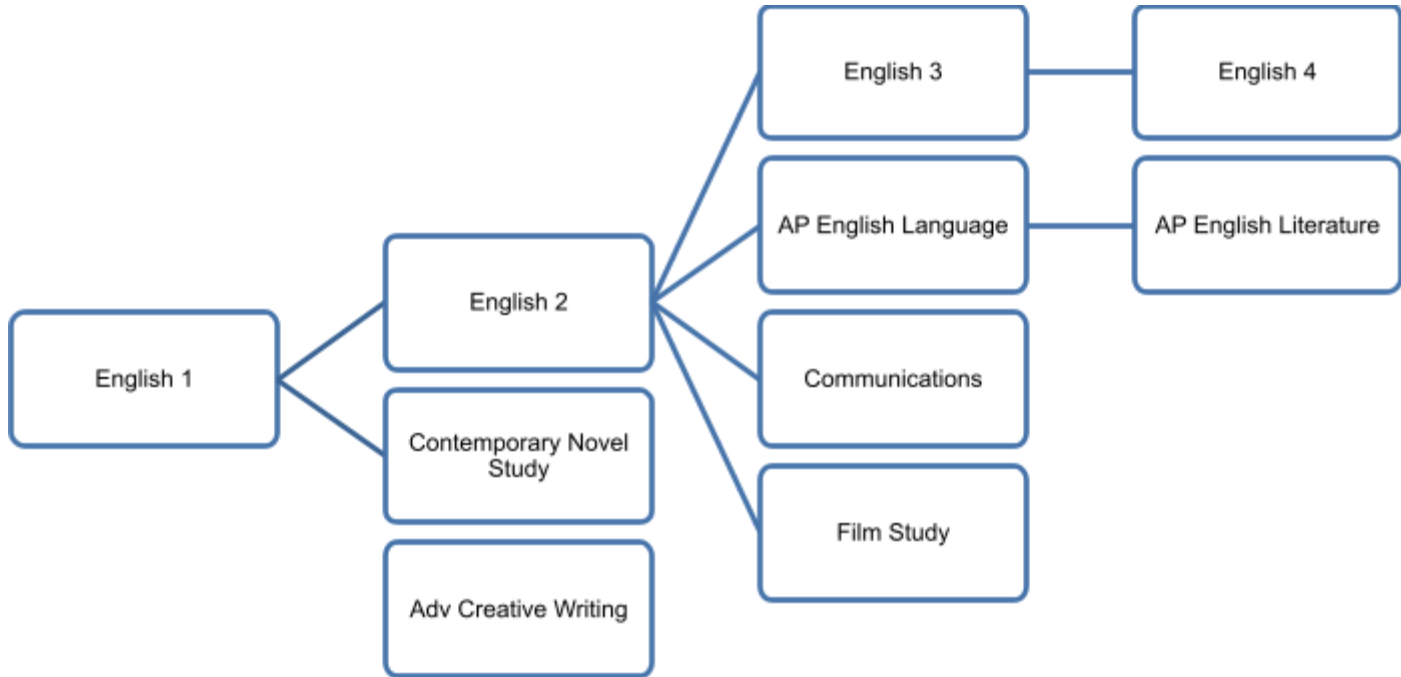 English 1
English 2
Contemporary Novel
Study
Adv Creative Writing
English 3
AP English Language
Communications
Film Study
English 4
AP English Literature